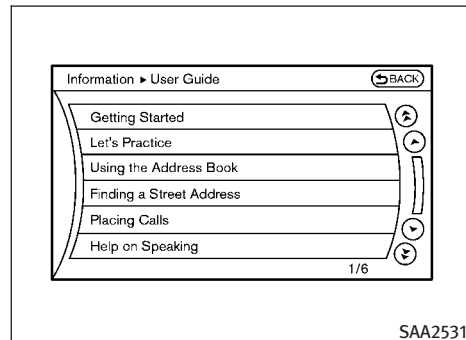 Information ▸ User Guide
BACK
Getting Started
Let's Practice
Using the Address Book
Finding a Street Address
Placing Calls
Help on Speaking
1/6
SAA2531